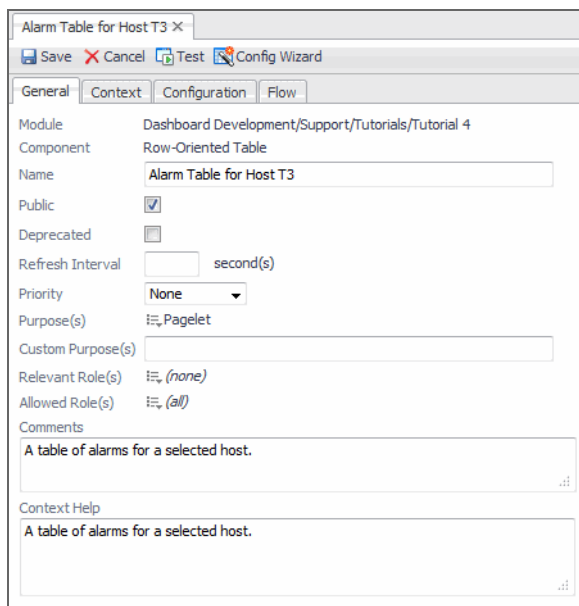 Alarm Table for Host T3
Save Cancel Test Config Wizard
General Context Configuration Flow
Module Dashboard Development/Support/Tutorials/Tutorial 4
Component Row-Oriented Table
Name Alarm Table for Host T3
Public
Deprecated
Refresh Interval second(s)
Priority None
Purpose(s) Pagelet
Custom Purpose(s)
Relevant Role(s) (none)
Allowed Role(s) (all)
Comments
A table of alarms for a selected host.
Context Help
A table of alarms for a selected host.